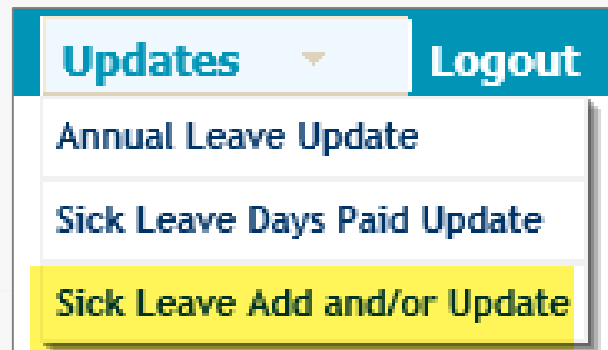 Updates Logout
Annual Leave Update
Sick Leave Days Paid Update
Sick Leave Add and/or Update